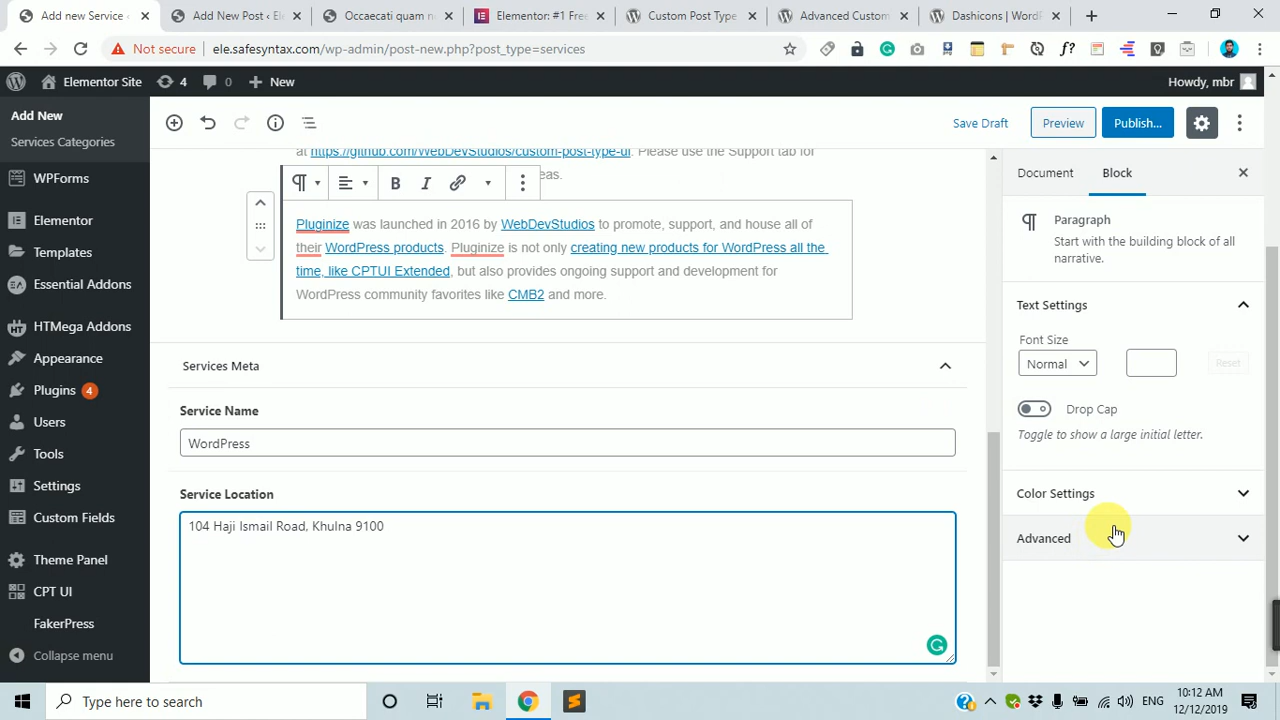 Add New Services
Add New Post ‹ Ele
Occaecati quam n
Elementor: #1 Free
Custom Post Type
Advanced Custom
Dashicons | WordP
Not secure
ele.safesyntax.com/wp-admin/post-new.php?post_type=services
f?
Elementor Site
4
0
New
Howdy, mbr
Add New
Services Categories
WPForms
Elementor
Templates
Essential Addons
HTMega Addons
Appearance
Plugins 4
Users
Tools
Settings
Custom Fields
Theme Panel
CPT UI
FakerPress
Collapse menu
Save Draft
Preview
Publish...
at https://github.com/WebDevStudios/custom-post-type-ui. Please use the Support tab for
eas.
B
I
Pluginize was launched in 2016 by WebDevStudios to promote, support, and house all of
their WordPress products. Pluginize is not only creating new products for WordPress all the
time, like CPTUI Extended, but also provides ongoing support and development for
WordPress community favorites like CMB2 and more.
Services Meta
Service Name
WordPress
Service Location
104 Haji Ismail Road, Khulna 9100
Document
Block
Paragraph
Start with the building block of all
narrative.
Text Settings
Font Size
Normal
Reset
Drop Cap
Toggle to show a large initial letter.
Color Settings
Advanced
Type here to search
ENG
10:12 AM
12/12/2019